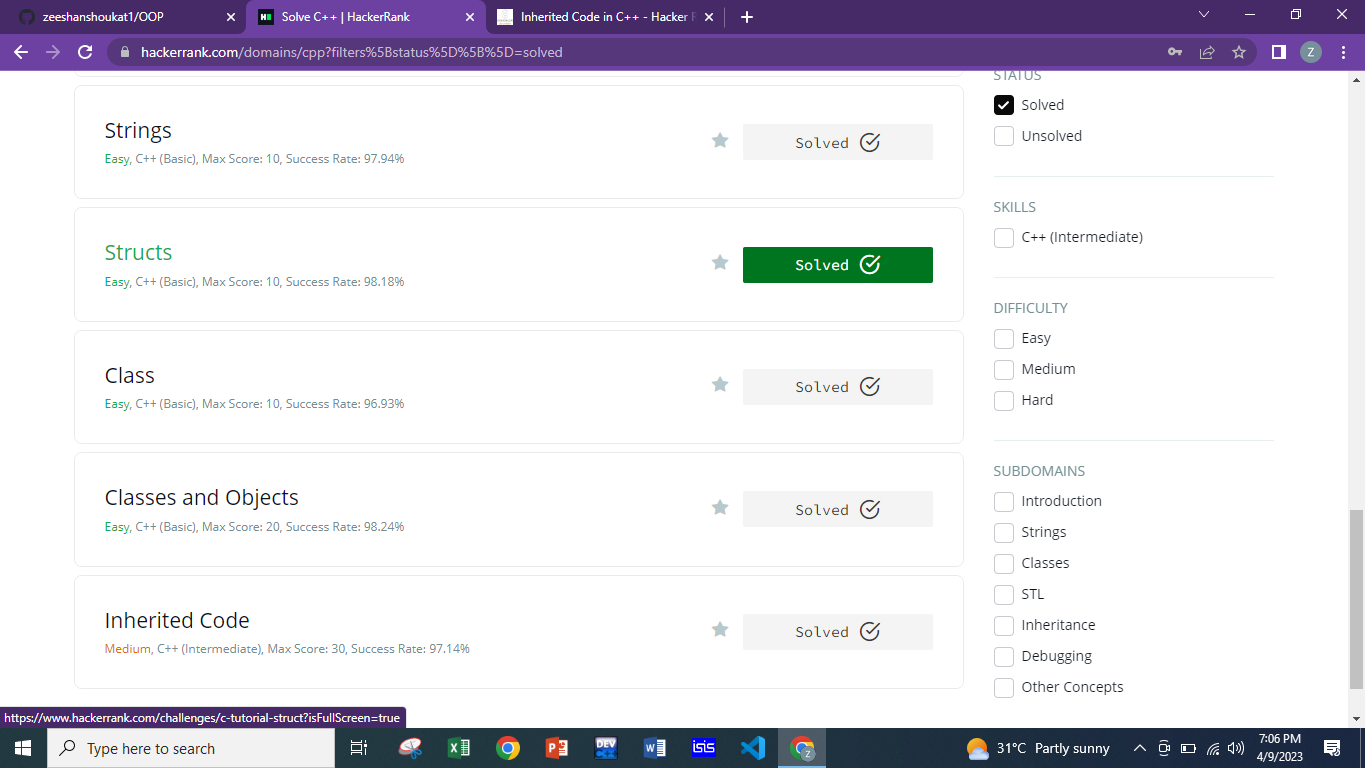 zeeshanshoukat1/OOP
Solve C++ | HackerRank
Inherited Code in C++ - Hacker R
hackerrank.com/domains/cpp?filters%5Bstatus%5D%5B%5D=solved
Z
STATUS
Solved
Unsolved
SKILLS
C++ (Intermediate)
DIFFICULTY
Easy
Medium
Hard
SUBDOMAINS
Introduction
Strings
Classes
STL
Inheritance
Debugging
Other Concepts
Strings
Easy, C++ (Basic), Max Score: 10, Success Rate: 97.94%
Solved
Structs
Easy, C++ (Basic), Max Score: 10, Success Rate: 98.18%
Solved
Class
Easy, C++ (Basic), Max Score: 10, Success Rate: 96.93%
Solved
Classes and Objects
Easy, C++ (Basic), Max Score: 20, Success Rate: 98.24%
Solved
Inherited Code
Medium, C++ (Intermediate), Max Score: 30, Success Rate: 97.14%
Solved
https://www.hackerrank.com/challenges/c-tutorial-struct?isFullScreen=true
Type here to search
DEV
isis
31°C Partly sunny
7:06 PM
4/9/2023